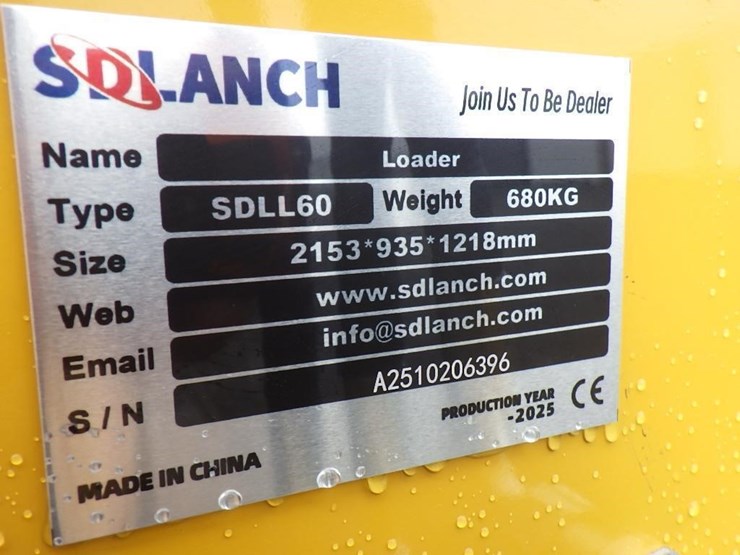 SDLANCH
Join Us To Be Dealer
Name Loader
Type SDLL60 Weight 680KG
Size 2153*935*1218mm
Web www.sdlanch.com
Email info@sdlanch.com
S/N A2510206396
PRODUCTION YEAR
-2025 CE
MADE IN CHINA